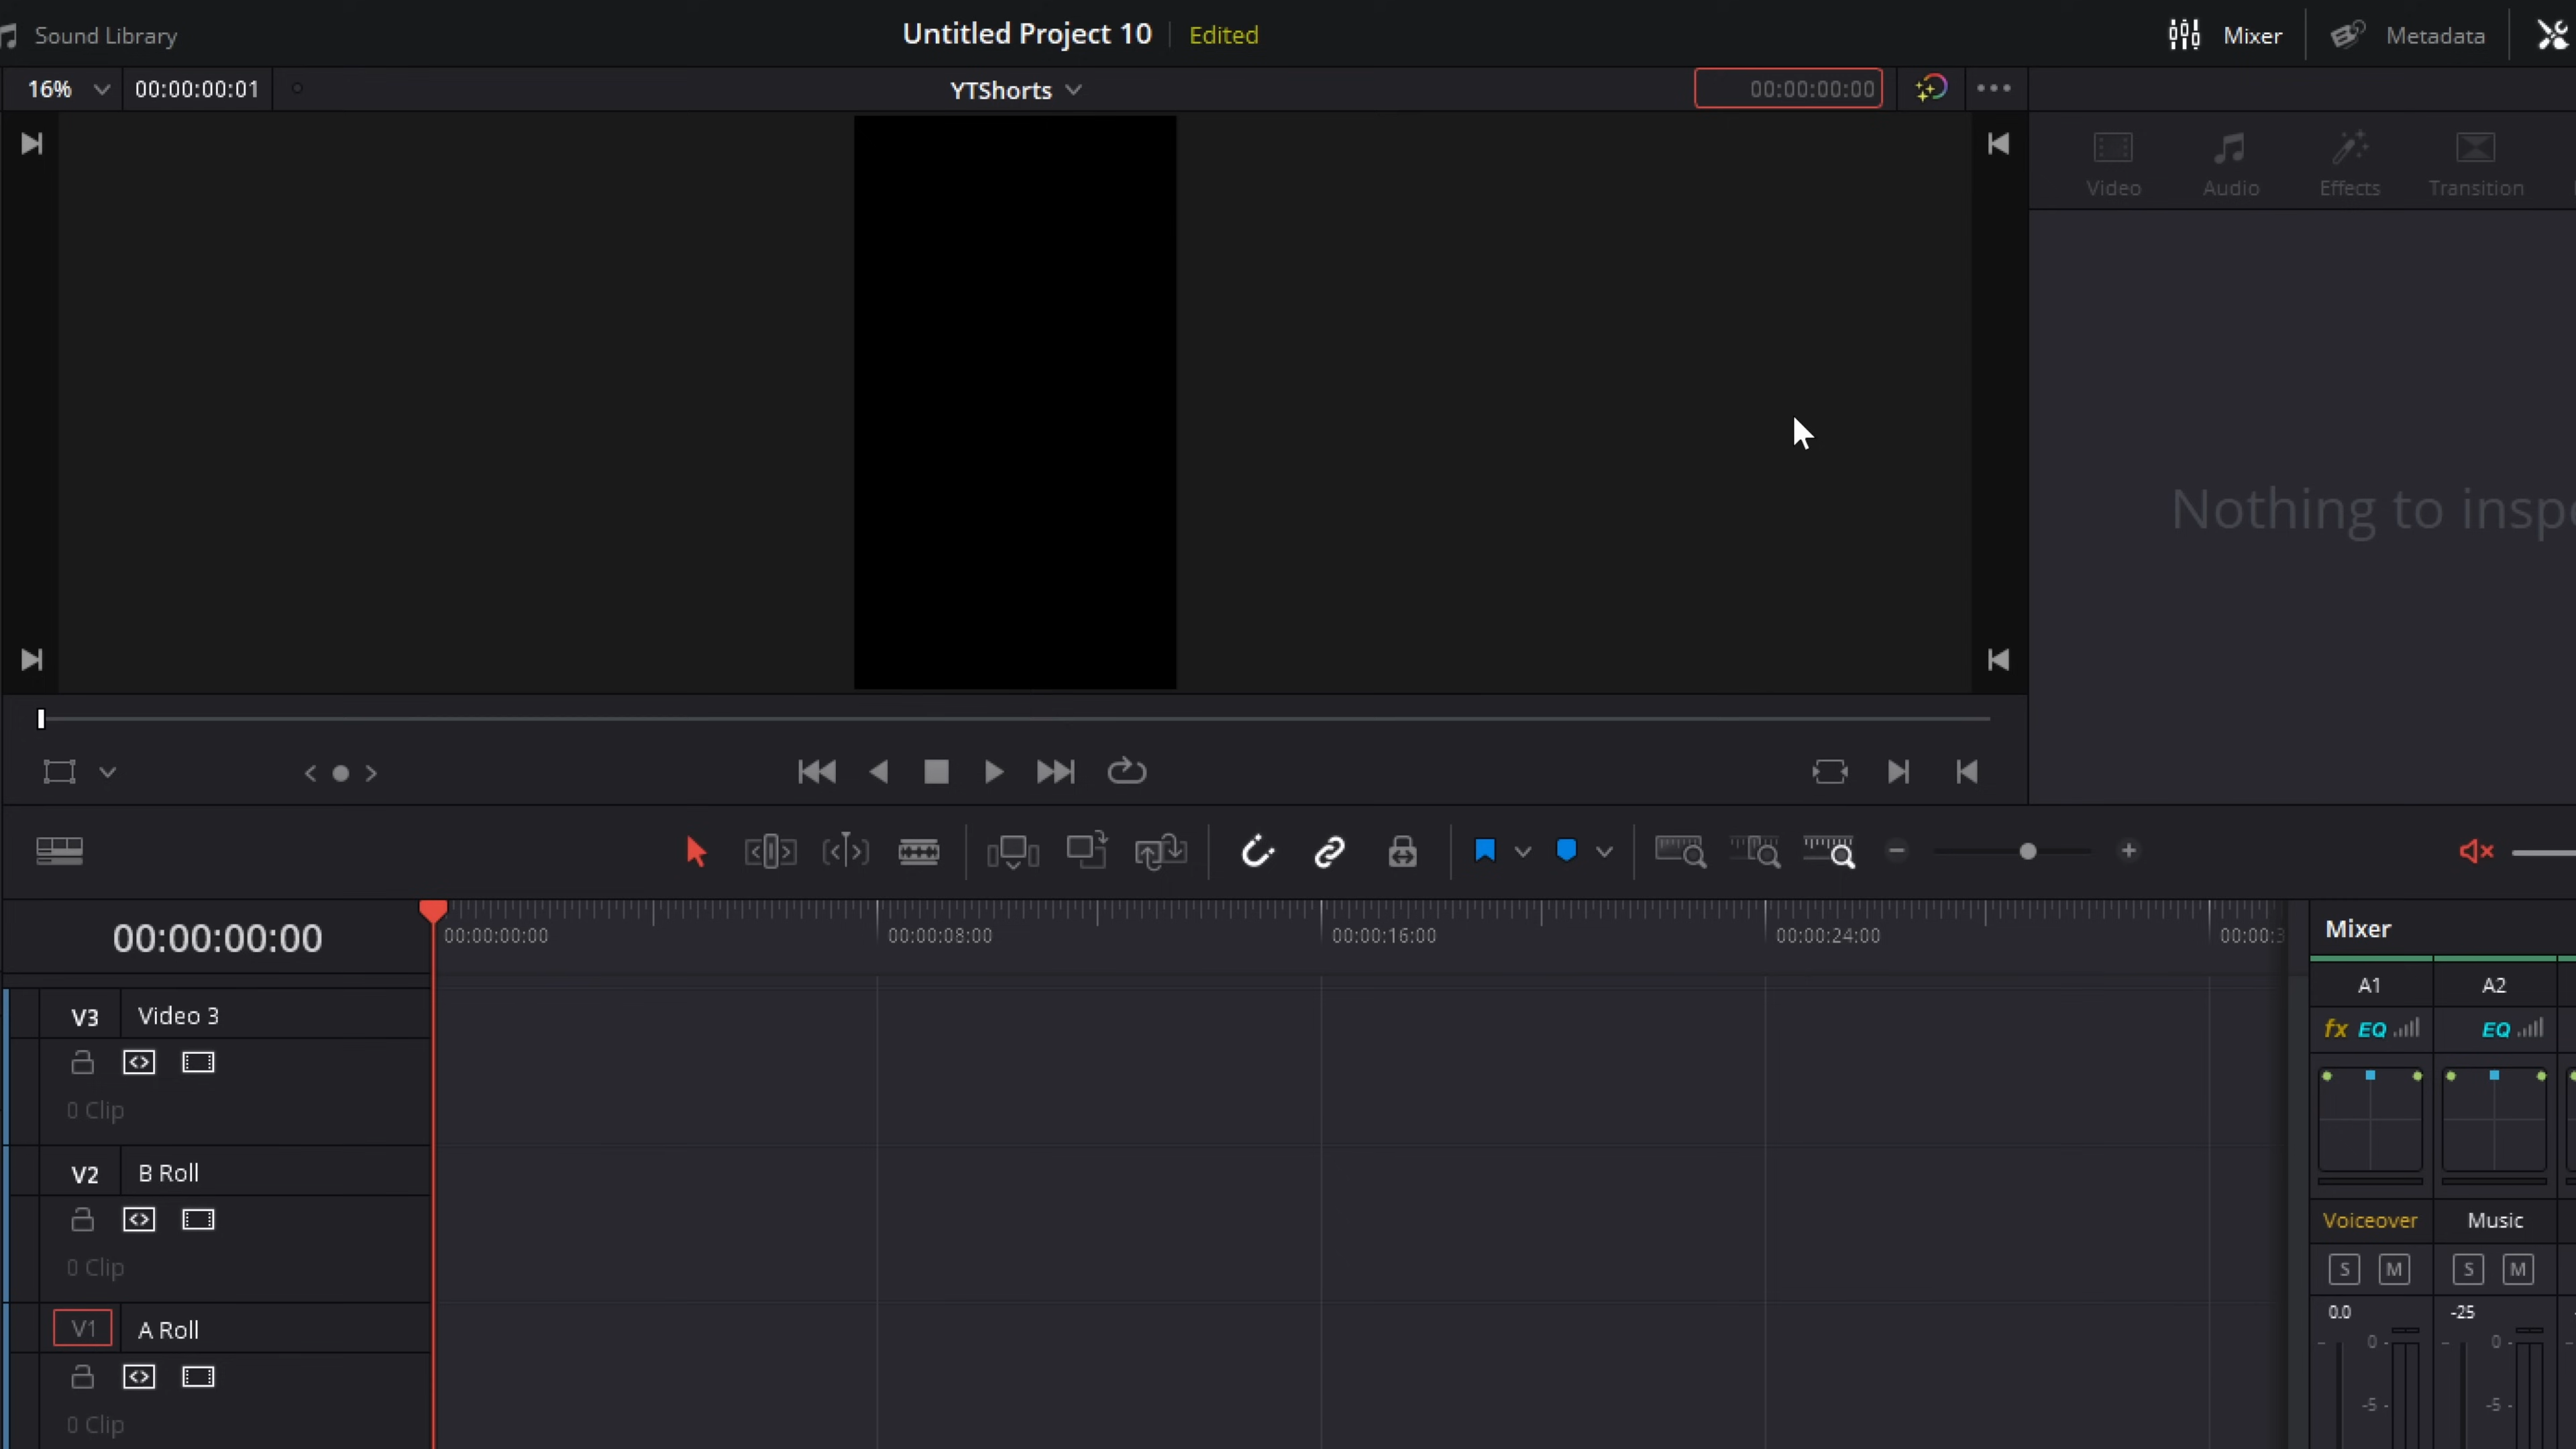 Sound Library
Untitled Project 10
Edited
Mixer
Metadata
16%
00:00:00:01
YTShorts
00:00:00:00
Video
Audio
Effects
Transition
Nothing to inspe
00:00:00:00
00:00:00:00
00:00:08:00
00:00:16:00
00:00:24:00
00:00:3
Mixer
A1
A2
V3
Video 3
fx EQ
EQ
0 Clip
V2
B Roll
Voiceover
Music
0 Clip
S M
S M
V1
A Roll
0.0
-25
0
0
-5
-5
0 Clip